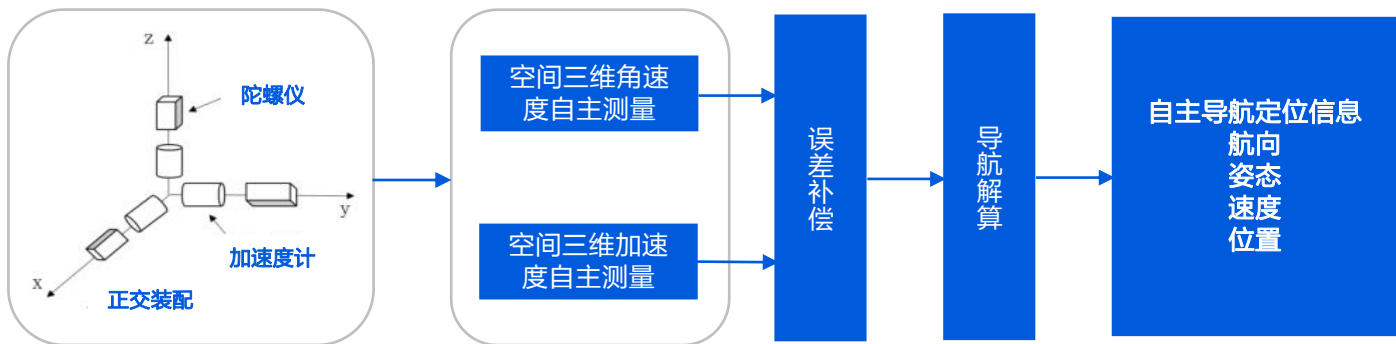 z
陀螺仪
y
加速度计
x
正交装配
空间三维角速
度自主测量
空间三维加速
度自主测量
误差补偿
导航解算
自主导航定位信息
航向
姿态
速度
位置